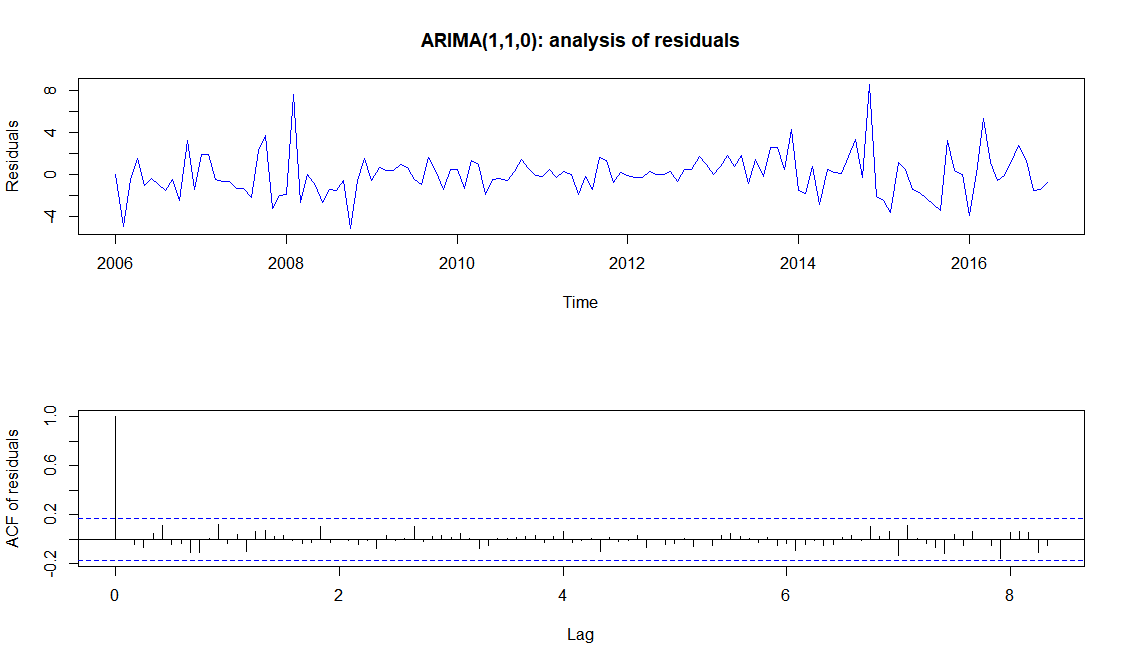 ARIMA(1,1,0): analysis of residuals
Residuals
8
4
0
-4
2006 2008 2010 2012 2014 2016
Time
ACF of residuals
1.0
0.6
0.2
-0.2
0 2 4 6 8
Lag